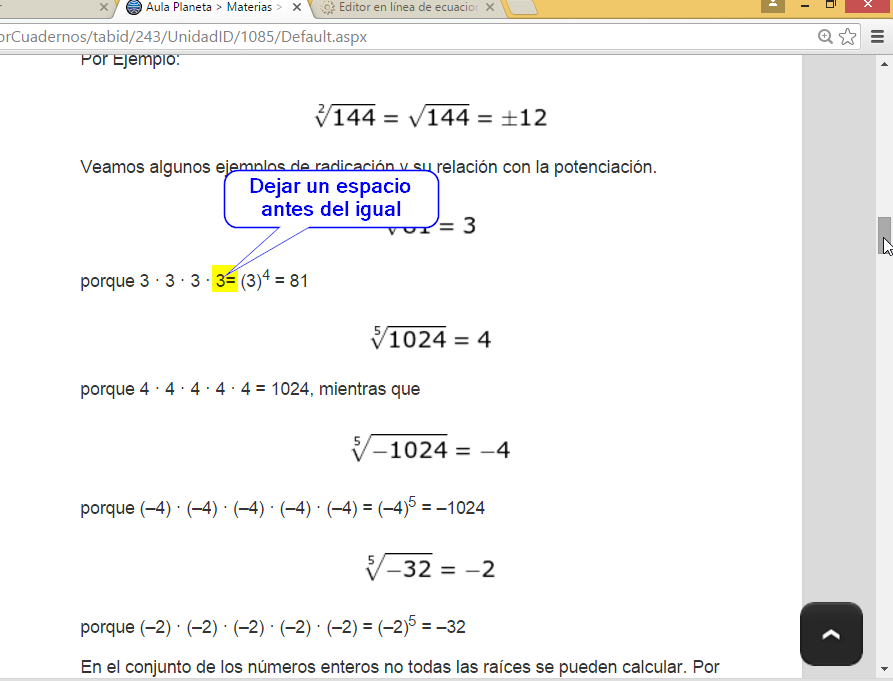 Aula Planeta > Materias >
Editor en línea de ecuacio
orCuadernos/tabid/243/UnidadID/1085/Default.aspx
Por Ejemplo:
²√144 = √144 = ±12
Veamos algunos ejemplos de radicación y su relación con la potenciación.
Dejar un espacio
antes del igual
√81 = 3
porque 3 · 3 · 3 · 3= (3)⁴ = 81
⁵√1024 = 4
porque 4 · 4 · 4 · 4 · 4 = 1024, mientras que
⁵√−1024 = −4
porque (–4) · (–4) · (–4) · (–4) · (–4) = (–4)⁵ = –1024
⁵√−32 = −2
porque (–2) · (–2) · (–2) · (–2) · (–2) = (–2)⁵ = –32
En el conjunto de los números enteros no todas las raíces se pueden calcular. Por